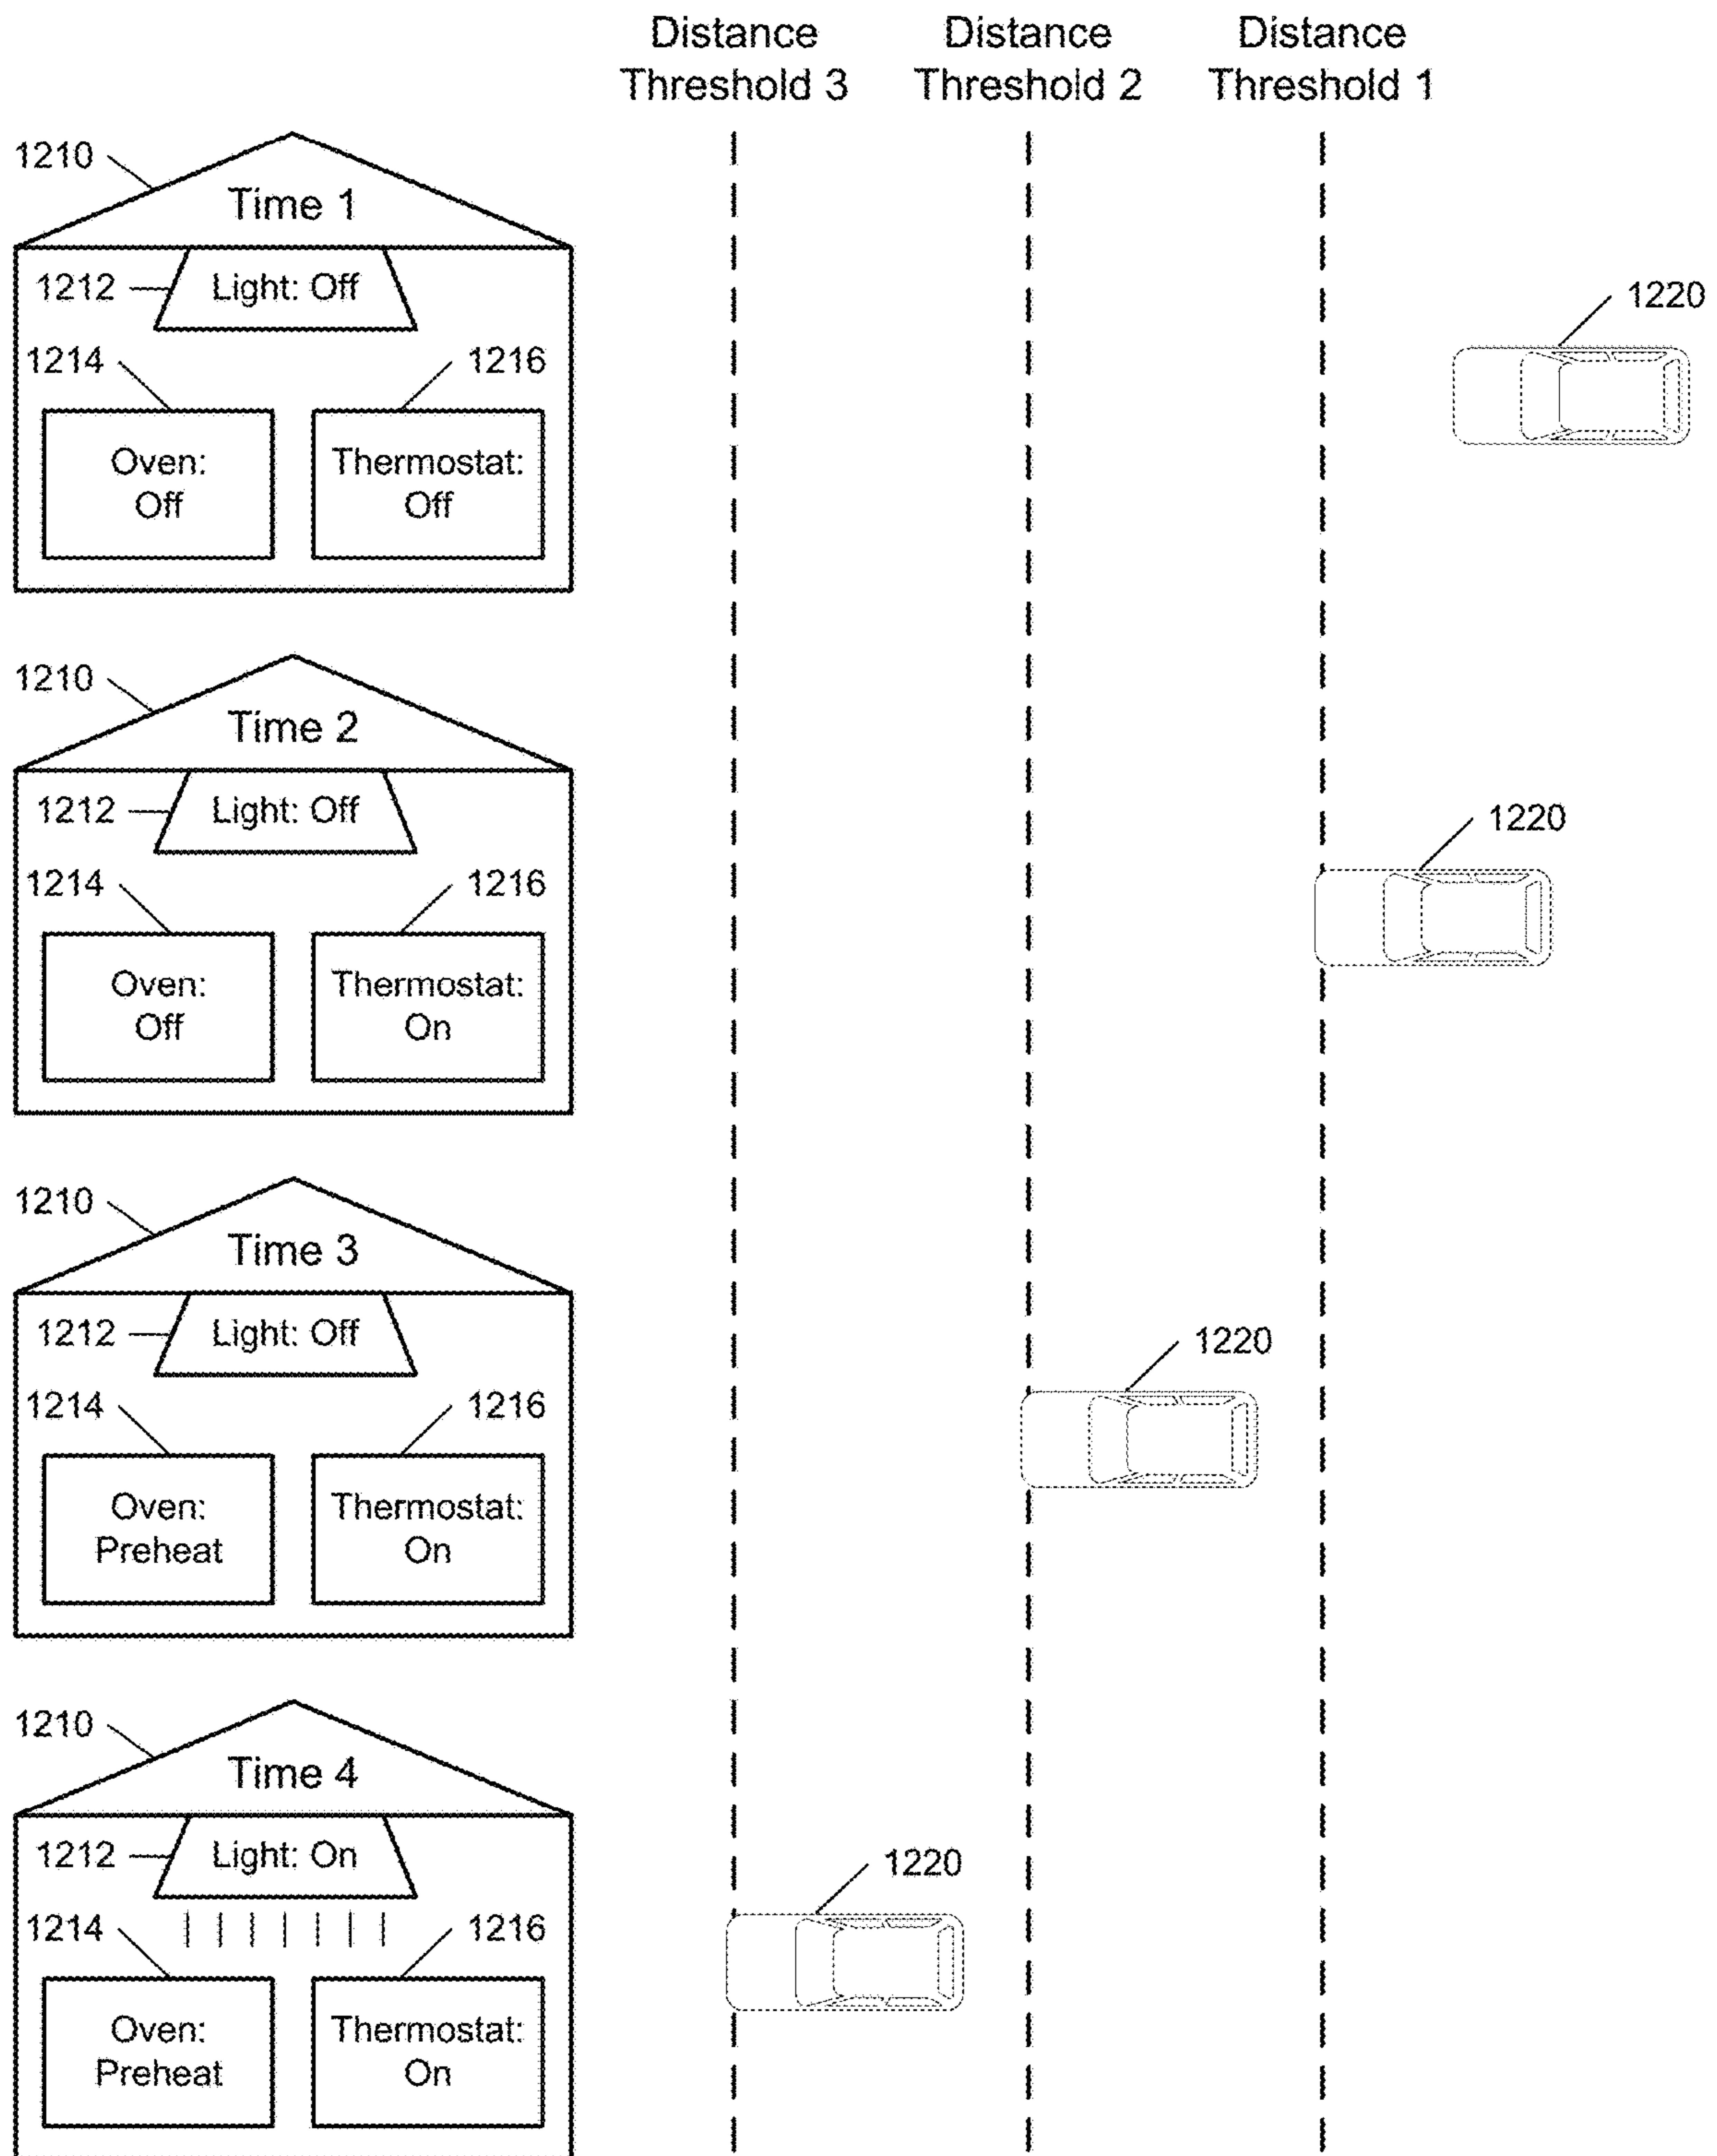 Distance
Threshold 3
Distance
Threshold 2
Distance
Threshold 1
1210
Time 1
1212
Light: Off
1220
1214
1216
Oven:
Off
Thermostat:
Off
1210
Time 2
1212
Light: Off
1220
1214
1216
Oven:
Off
Thermostat:
On
1210
Time 3
1212
Light: Off
1220
1214
1216
Oven:
Preheat
Thermostat:
On
1210
Time 4
1212
Light: On
1220
1214
1216
Oven:
Preheat
Thermostat:
On